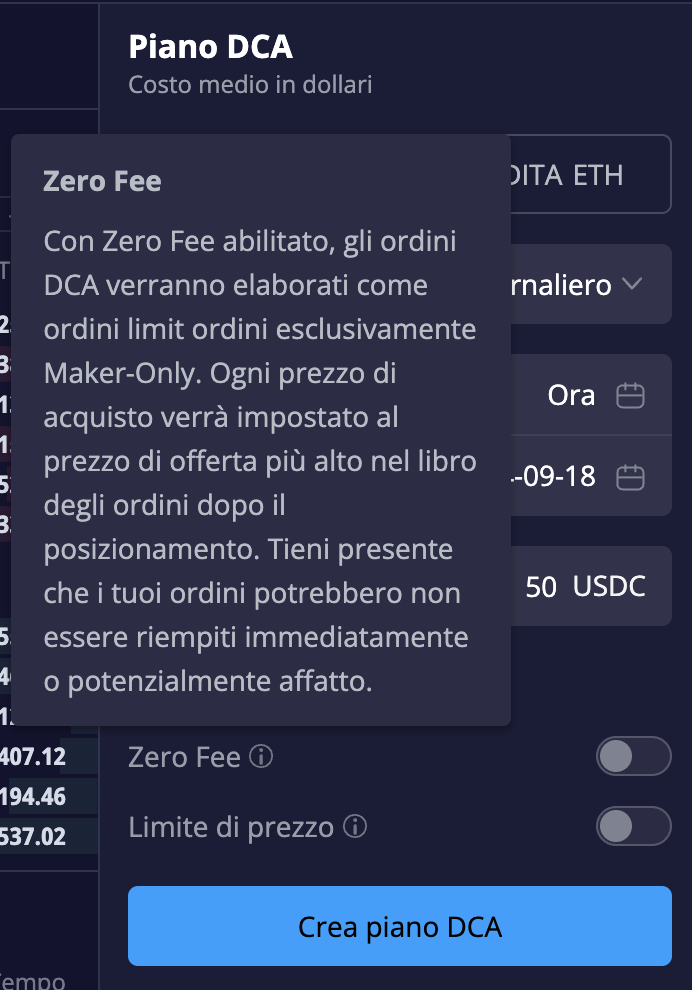 Piano DCA
Costo medio in dollari
Zero Fee
Con Zero Fee abilitato, gli ordini
DCA verranno elaborati come
ordini limit ordini esclusivamente
Maker-Only. Ogni prezzo di
acquisto verrà impostato al
prezzo di offerta più alto nel libro
degli ordini dopo il
posizionamento. Tieni presente
che i tuoi ordini potrebbero non
essere riempiti immediatamente
o potenzialmente affatto.
ETH
Ora
-09-18
50 USDC
407.12
194.46
537.02
Zero Fee
Limite di prezzo
Crea piano DCA